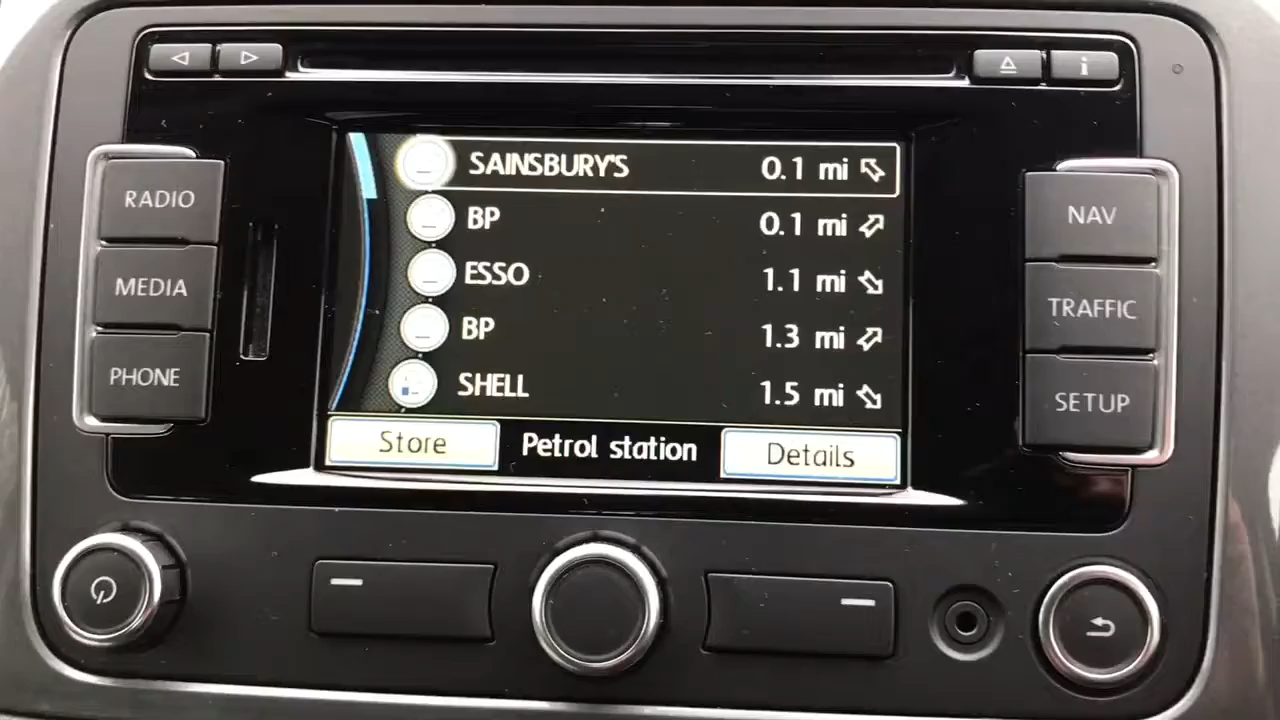 i
RADIO
MEDIA
PHONE
SAINSBURY'S 0.1 mi
BP 0.1 mi
ESSO 1.1 mi
BP 1.3 mi
SHELL 1.5 mi
Store Petrol station Details
NAV
TRAFFIC
SETUP